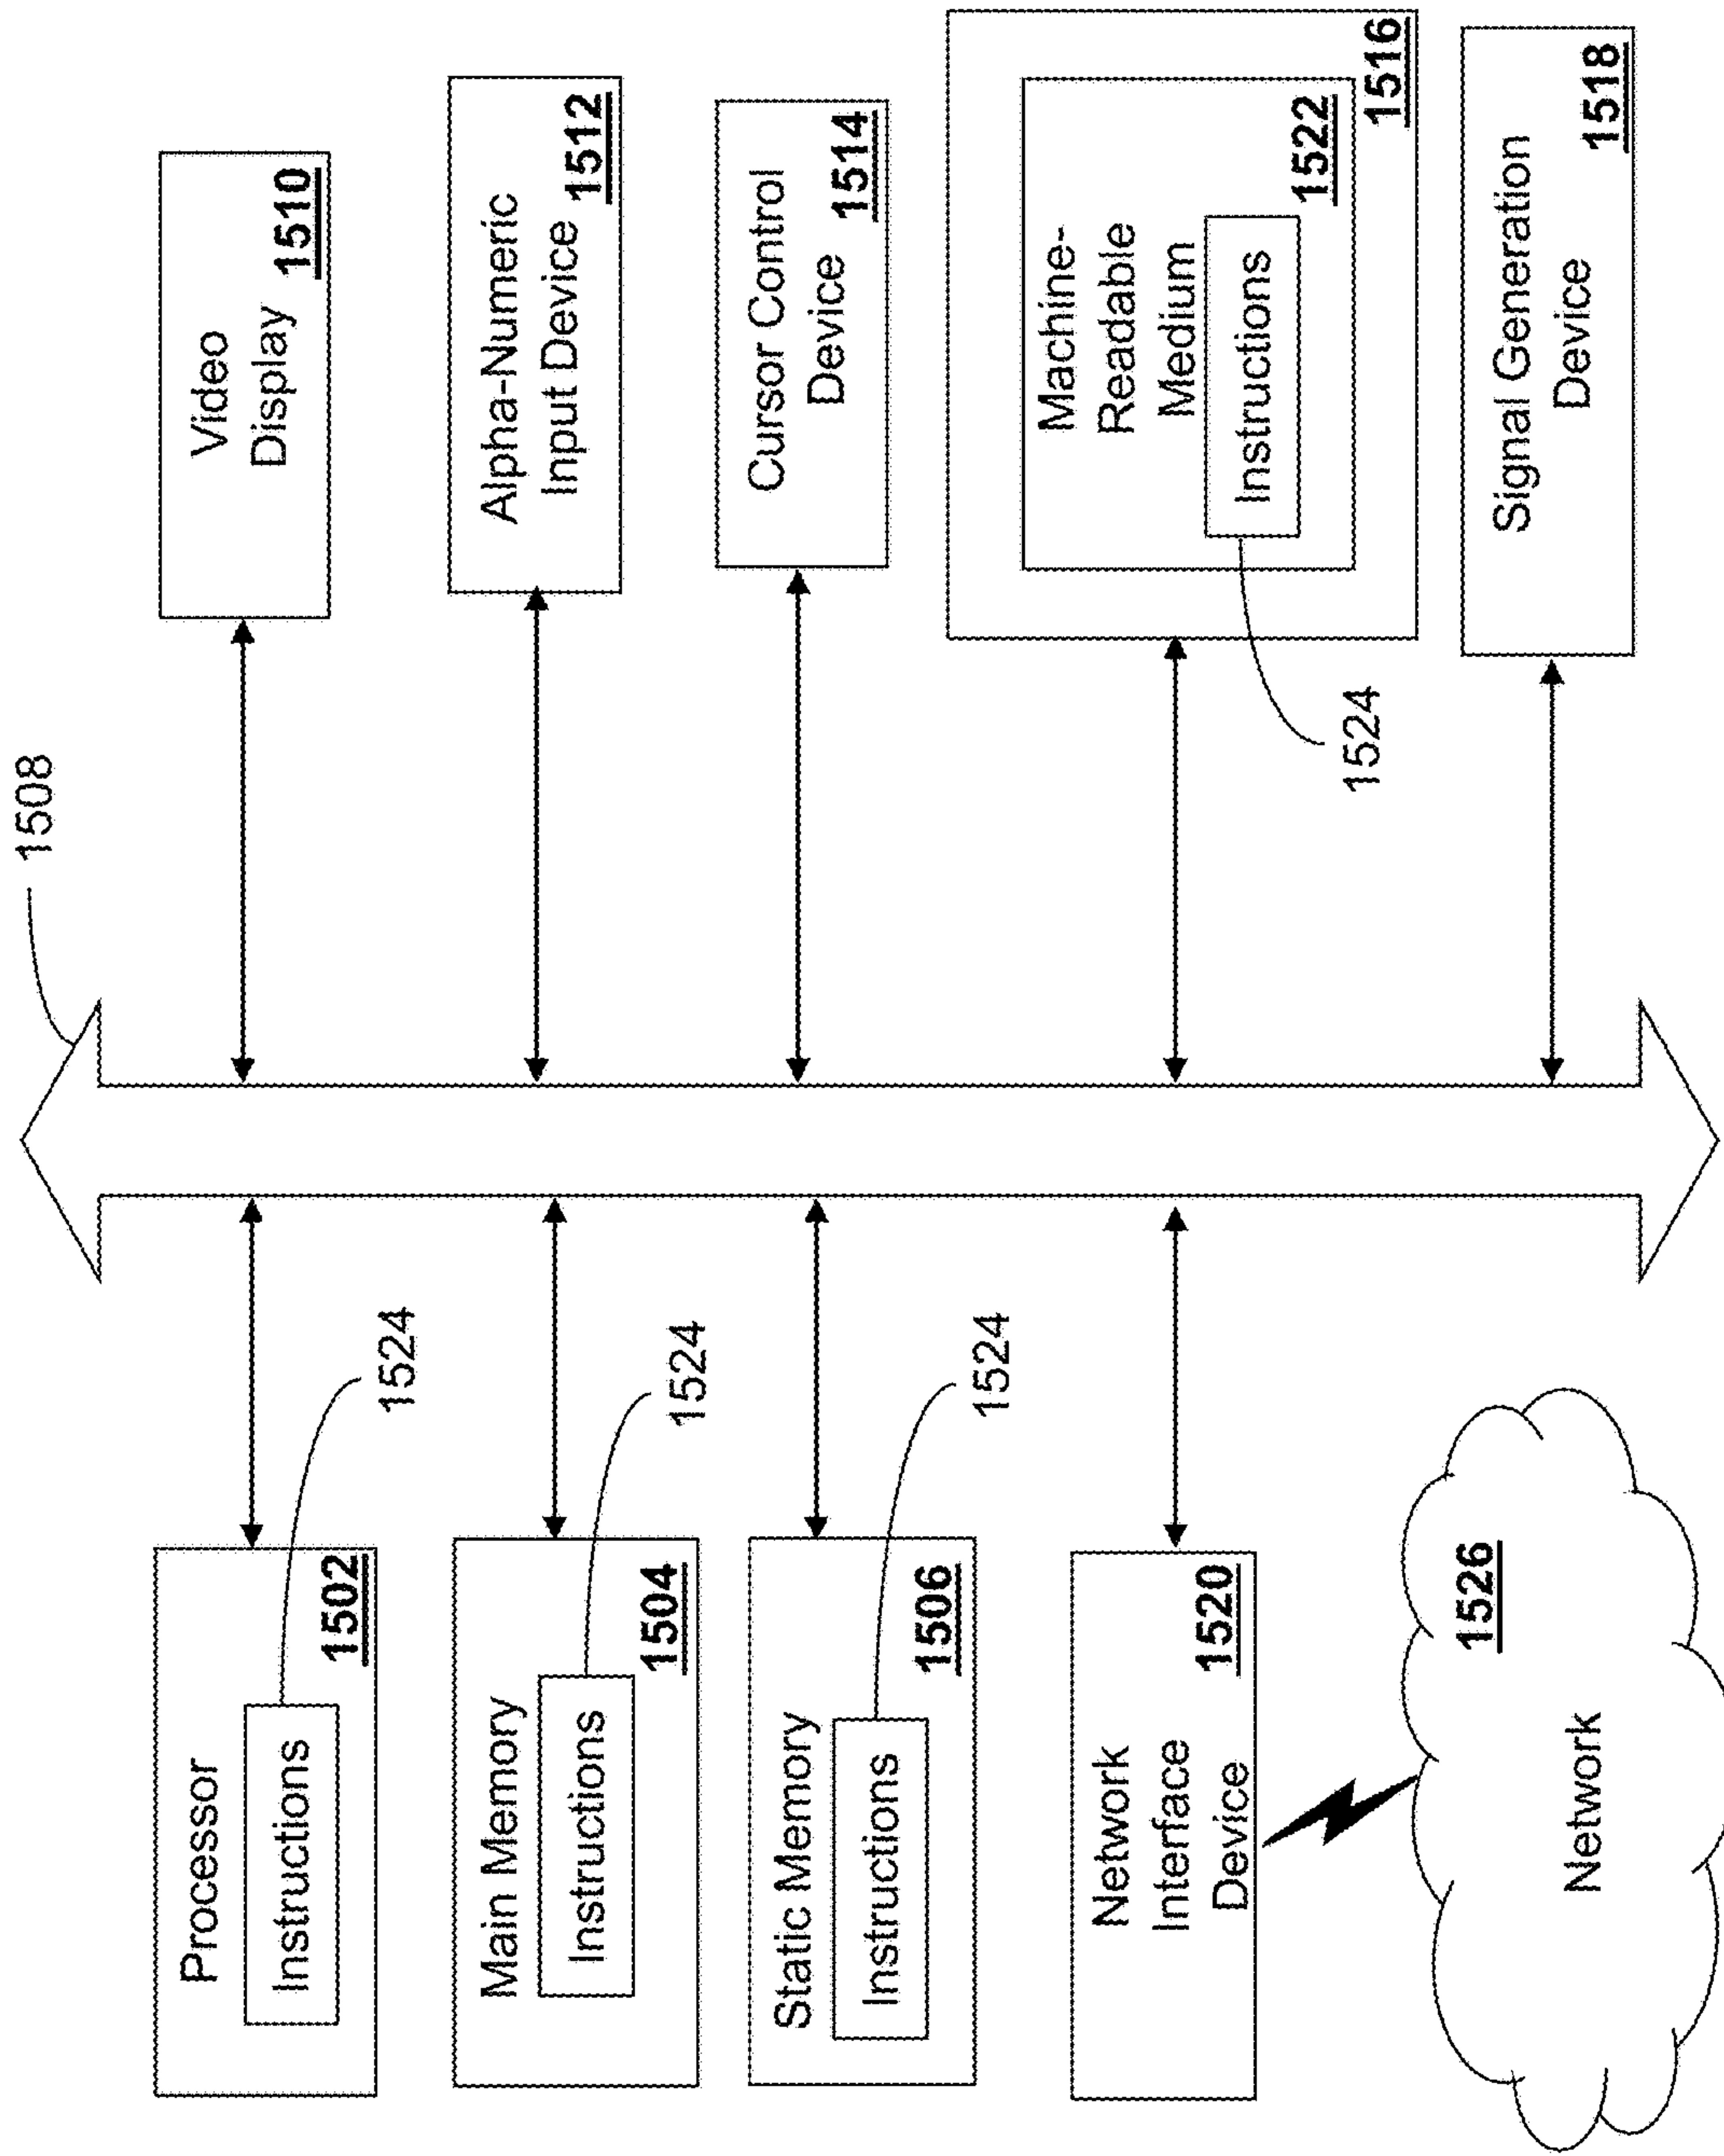 1508
Processor
Instructions
1502
1524
Main Memory
Instructions
1504
1524
Static Memory
Instructions
1506
1524
Network
Interface
Device
1520
1526
Network
Video
Display
1510
Alpha-Numeric
Input Device
1512
Cursor Control
Device
1514
Machine-
Readable
Medium
1522
Instructions
1516
1524
Signal Generation
Device
1518